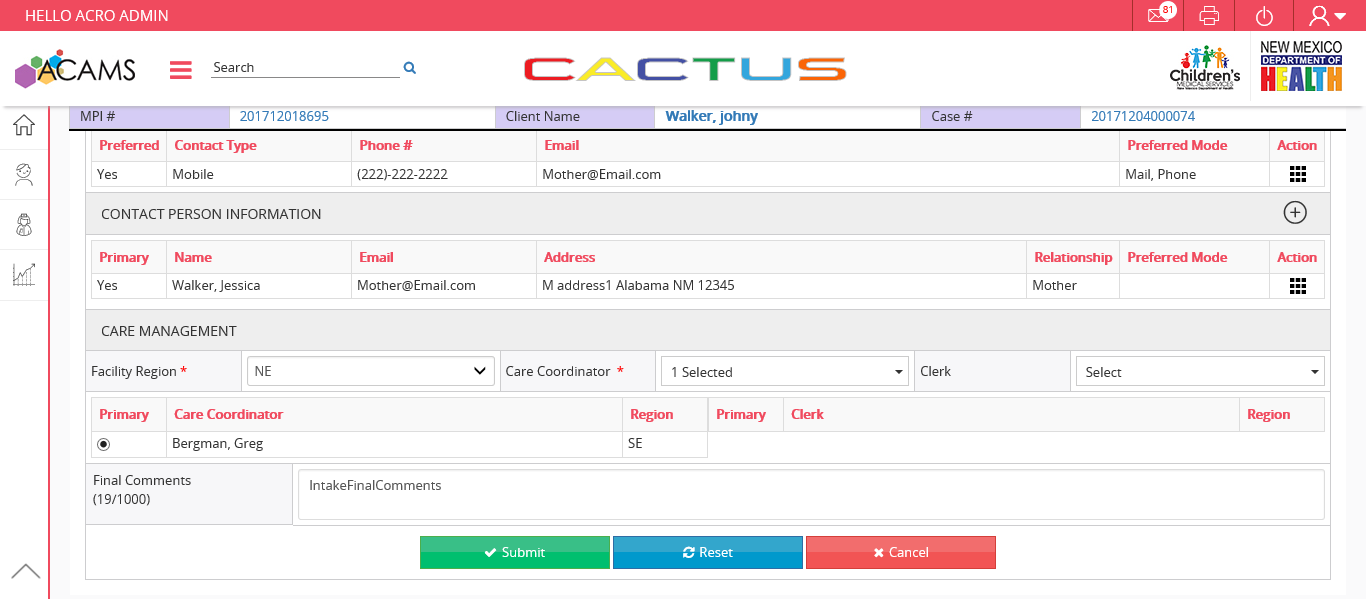 HELLO ACRO ADMIN 81
ACAMS Search CACTUS Children's NEW MEXICO
DEPARTMENT OF
MEDICAL SERVICES HEALTH
New Mexico Department of Health
MPI # 201712018695 Client Name Walker, johny Case # 20171204000074
Preferred Contact Type Phone # Email Preferred Mode Action
Yes Mobile (222)-222-2222 Mother@Email.com Mail, Phone
CONTACT PERSON INFORMATION
Primary Name Email Address Relationship Preferred Mode Action
Yes Walker, Jessica Mother@Email.com M address1 Alabama NM 12345 Mother
CARE MANAGEMENT
Facility Region * NE Care Coordinator * 1 Selected Clerk Select
Primary Care Coordinator Region Primary Clerk Region
Bergman, Greg SE
Final Comments IntakeFinalComments
(19/1000)
Submit Reset Cancel